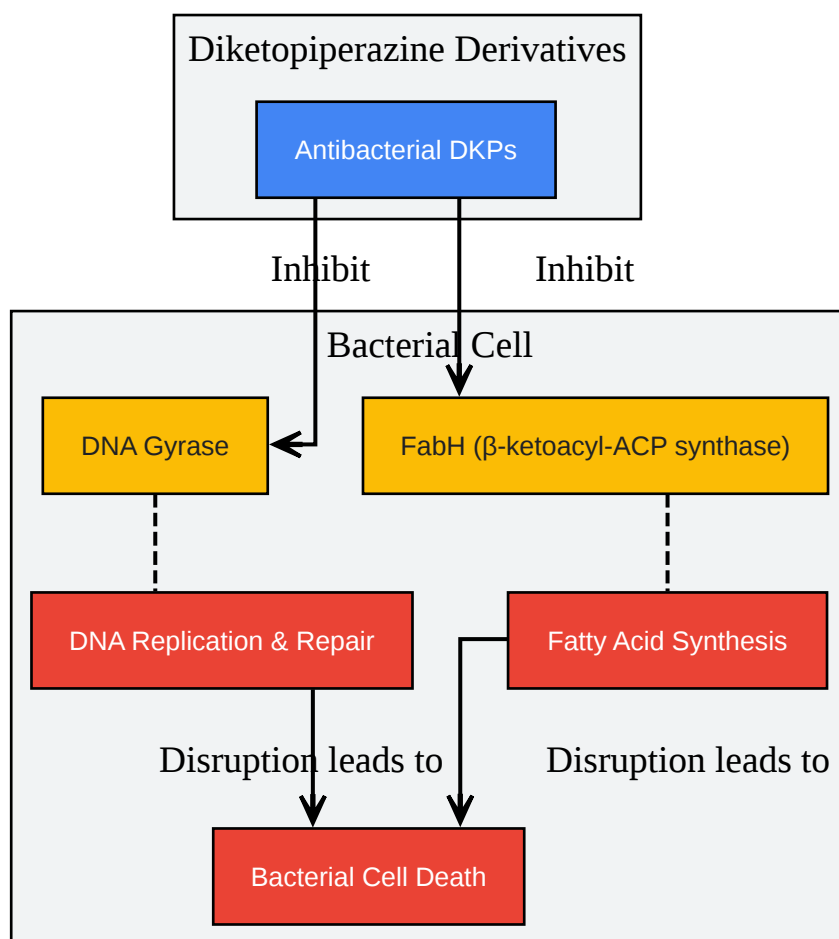 Diketopiperazine Derivatives
Antibacterial DKPs
Inhibit
Inhibit
Bacterial Cell
DNA Gyrase
FabH (β-ketoacyl-ACP synthase)
DNA Replication & Repair
Fatty Acid Synthesis
Disruption leads to
Disruption leads to
Bacterial Cell Death